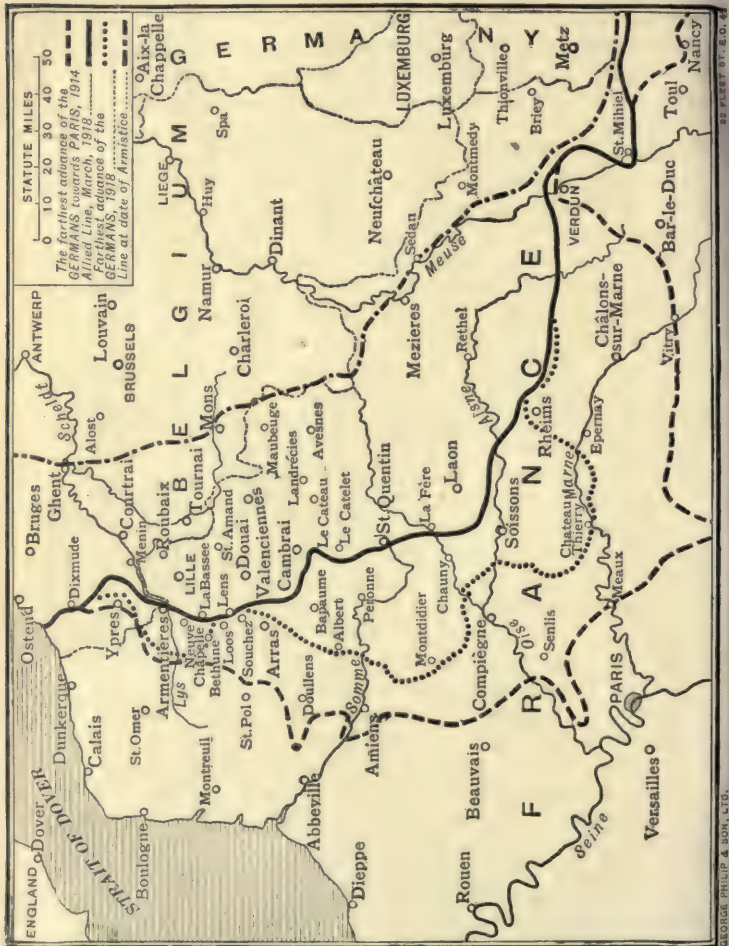 STATUTE MILES
0 10 20 30 40 50
The farthest advance of the
GERMANS towards PARIS, 1914
Allied Line, March, 1918
Farthest advance of the
GERMANS, 1918
Line at date of Armistice
ENGLAND
Dover
STRAIT OF DOVER
Ostend
Bruges
ANTWERP
Ghent
Scheldt
Dunkerque
Dixmude
Calais
Ypres
Courtrai
Alost
Louvain
BRUSSELS
Menin
Boulogne
St. Omer
Armentières
Roubaix
LILLE
Tournai
BELGIUM
LIEGE
Aix-la
Chappelle
GERMANY
Lys
Neuve
Chapelle
La Bassee
Bethune
Lens
St. Amand
Mons
Huy
Spa
Namur
Charleroi
Montreuil
St. Pol
Loos
Souchez
Douai
Valenciennes
Maubeuge
Dinant
Arras
Cambrai
Landrécies
Avesnes
Abbeville
Doullens
Bapaume
Albert
Le Cateau
Le Catelet
Neufchâteau
LUXEMBURG
Luxemburg
Dieppe
Somme
Amiens
Peronne
St. Quentin
Mezieres
Sedan
Meuse
Montmedy
Thionville
Briey
Metz
Montdidier
Chauny
La Fère
Laon
Rethel
Aisne
Rouen
Beauvais
Compiègne
Oise
Soissons
FRANCE
Senlis
Rheims
VERDUN
St. Mihiel
Seine
Chateau
Thierry
Marne
Epernay
Châlons-
sur-Marne
Bar-le-Duc
Toul
Nancy
PARIS
Meaux
Vitry
Versailles
GEORGE PHILIP & SON, LTD.
FLEET ST. E.C.